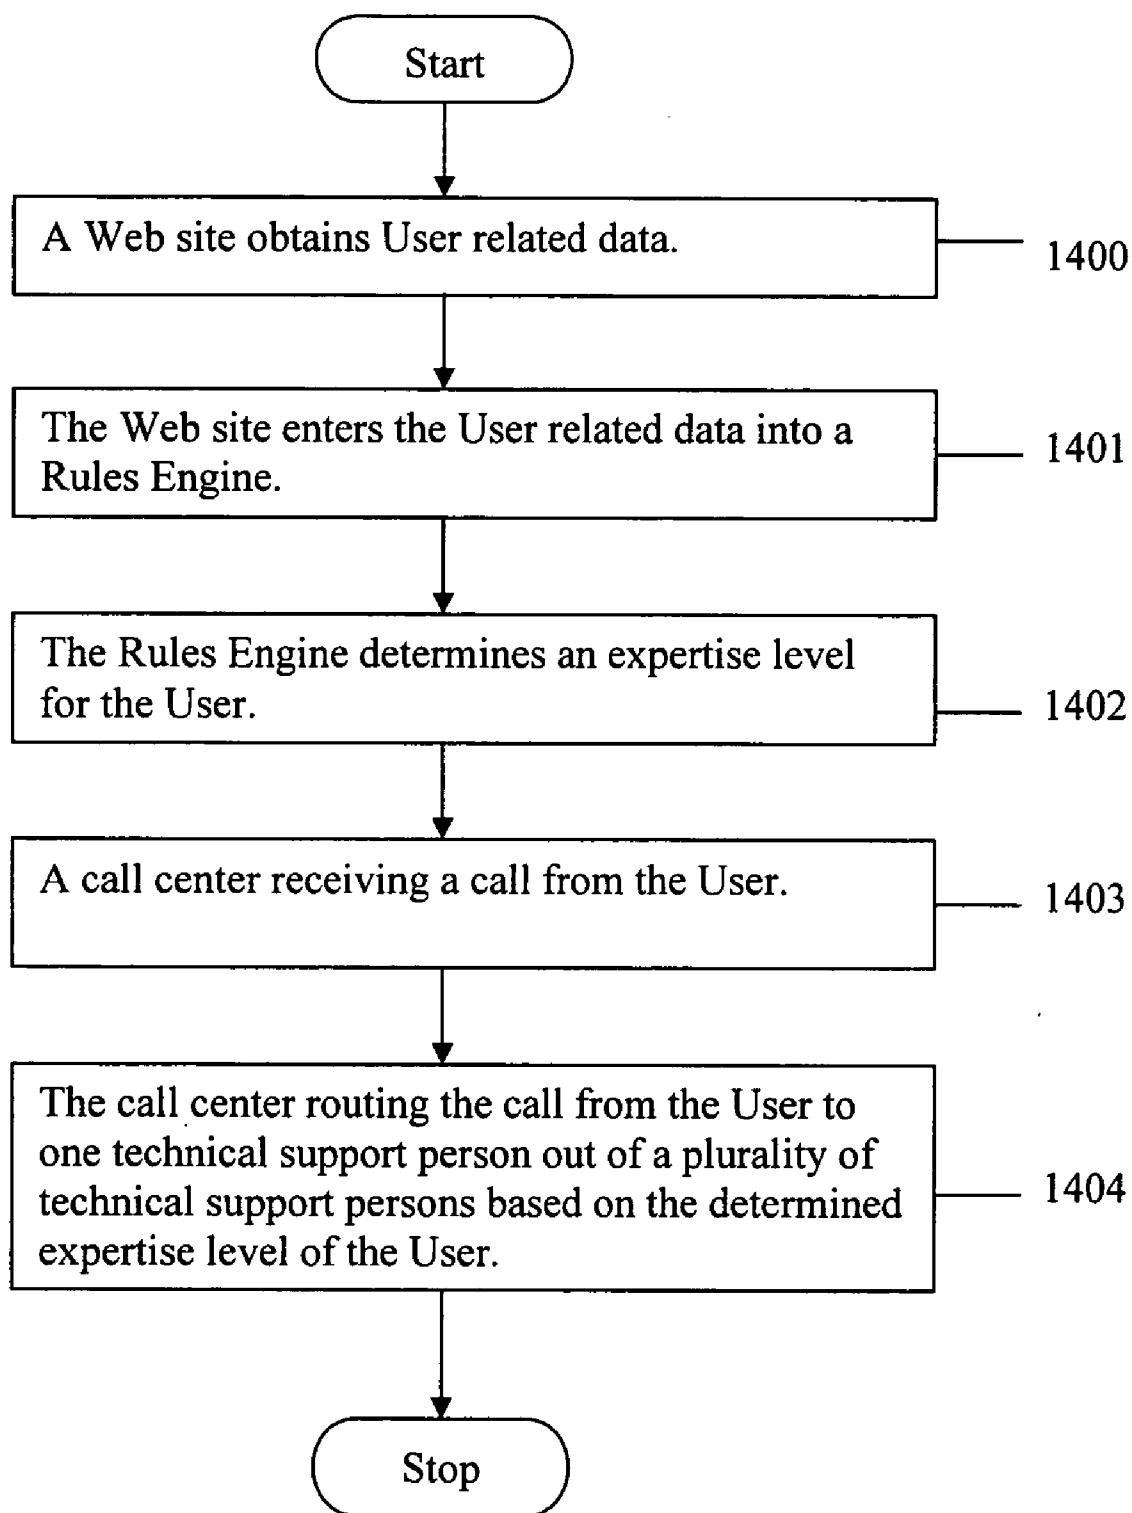 Start
A Web site obtains User related data.
1400
The Web site enters the User related data into a
Rules Engine.
1401
The Rules Engine determines an expertise level
for the User.
1402
A call center receiving a call from the User.
1403
The call center routing the call from the User to
one technical support person out of a plurality of
technical support persons based on the determined
expertise level of the User.
1404
Stop